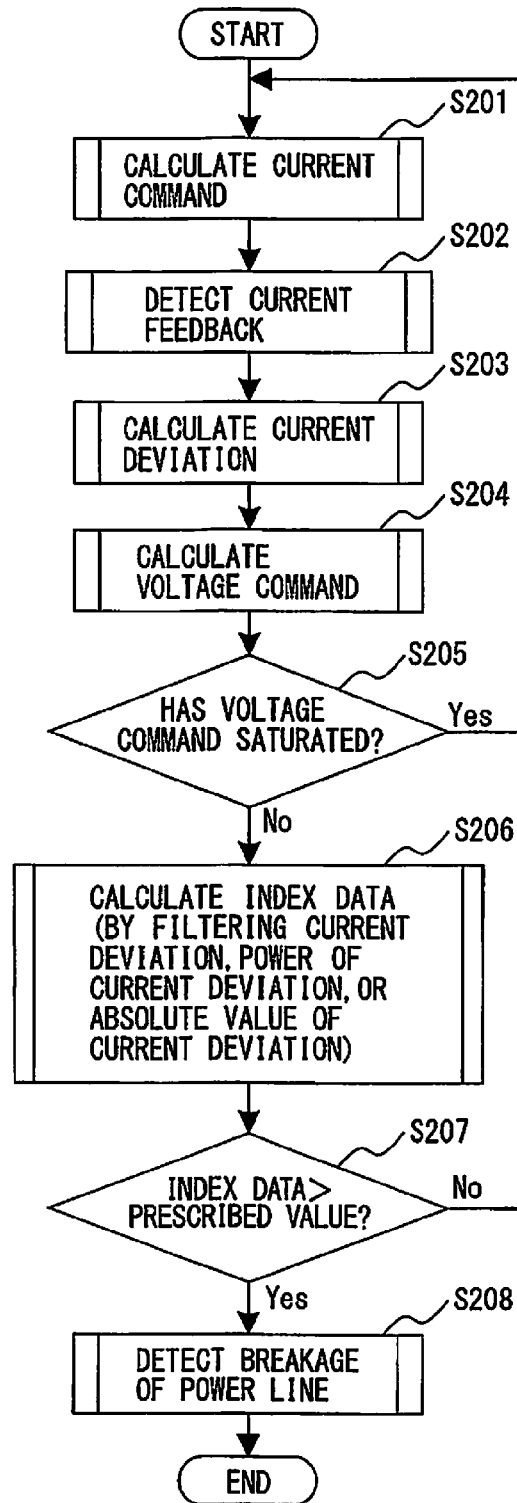 START
S201
CALCULATE CURRENT
COMMAND
S202
DETECT CURRENT
FEEDBACK
S203
CALCULATE CURRENT
DEVIATION
S204
CALCULATE
VOLTAGE COMMAND
S205
HAS VOLTAGE
COMMAND SATURATED?
Yes
No
S206
CALCULATE INDEX DATA
(BY FILTERING CURRENT
DEVIATION, POWER OF
CURRENT DEVIATION, OR
ABSOLUTE VALUE OF
CURRENT DEVIATION)
S207
INDEX DATA>
PRESCRIBED VALUE?
No
Yes
S208
DETECT BREAKAGE
OF POWER LINE
END